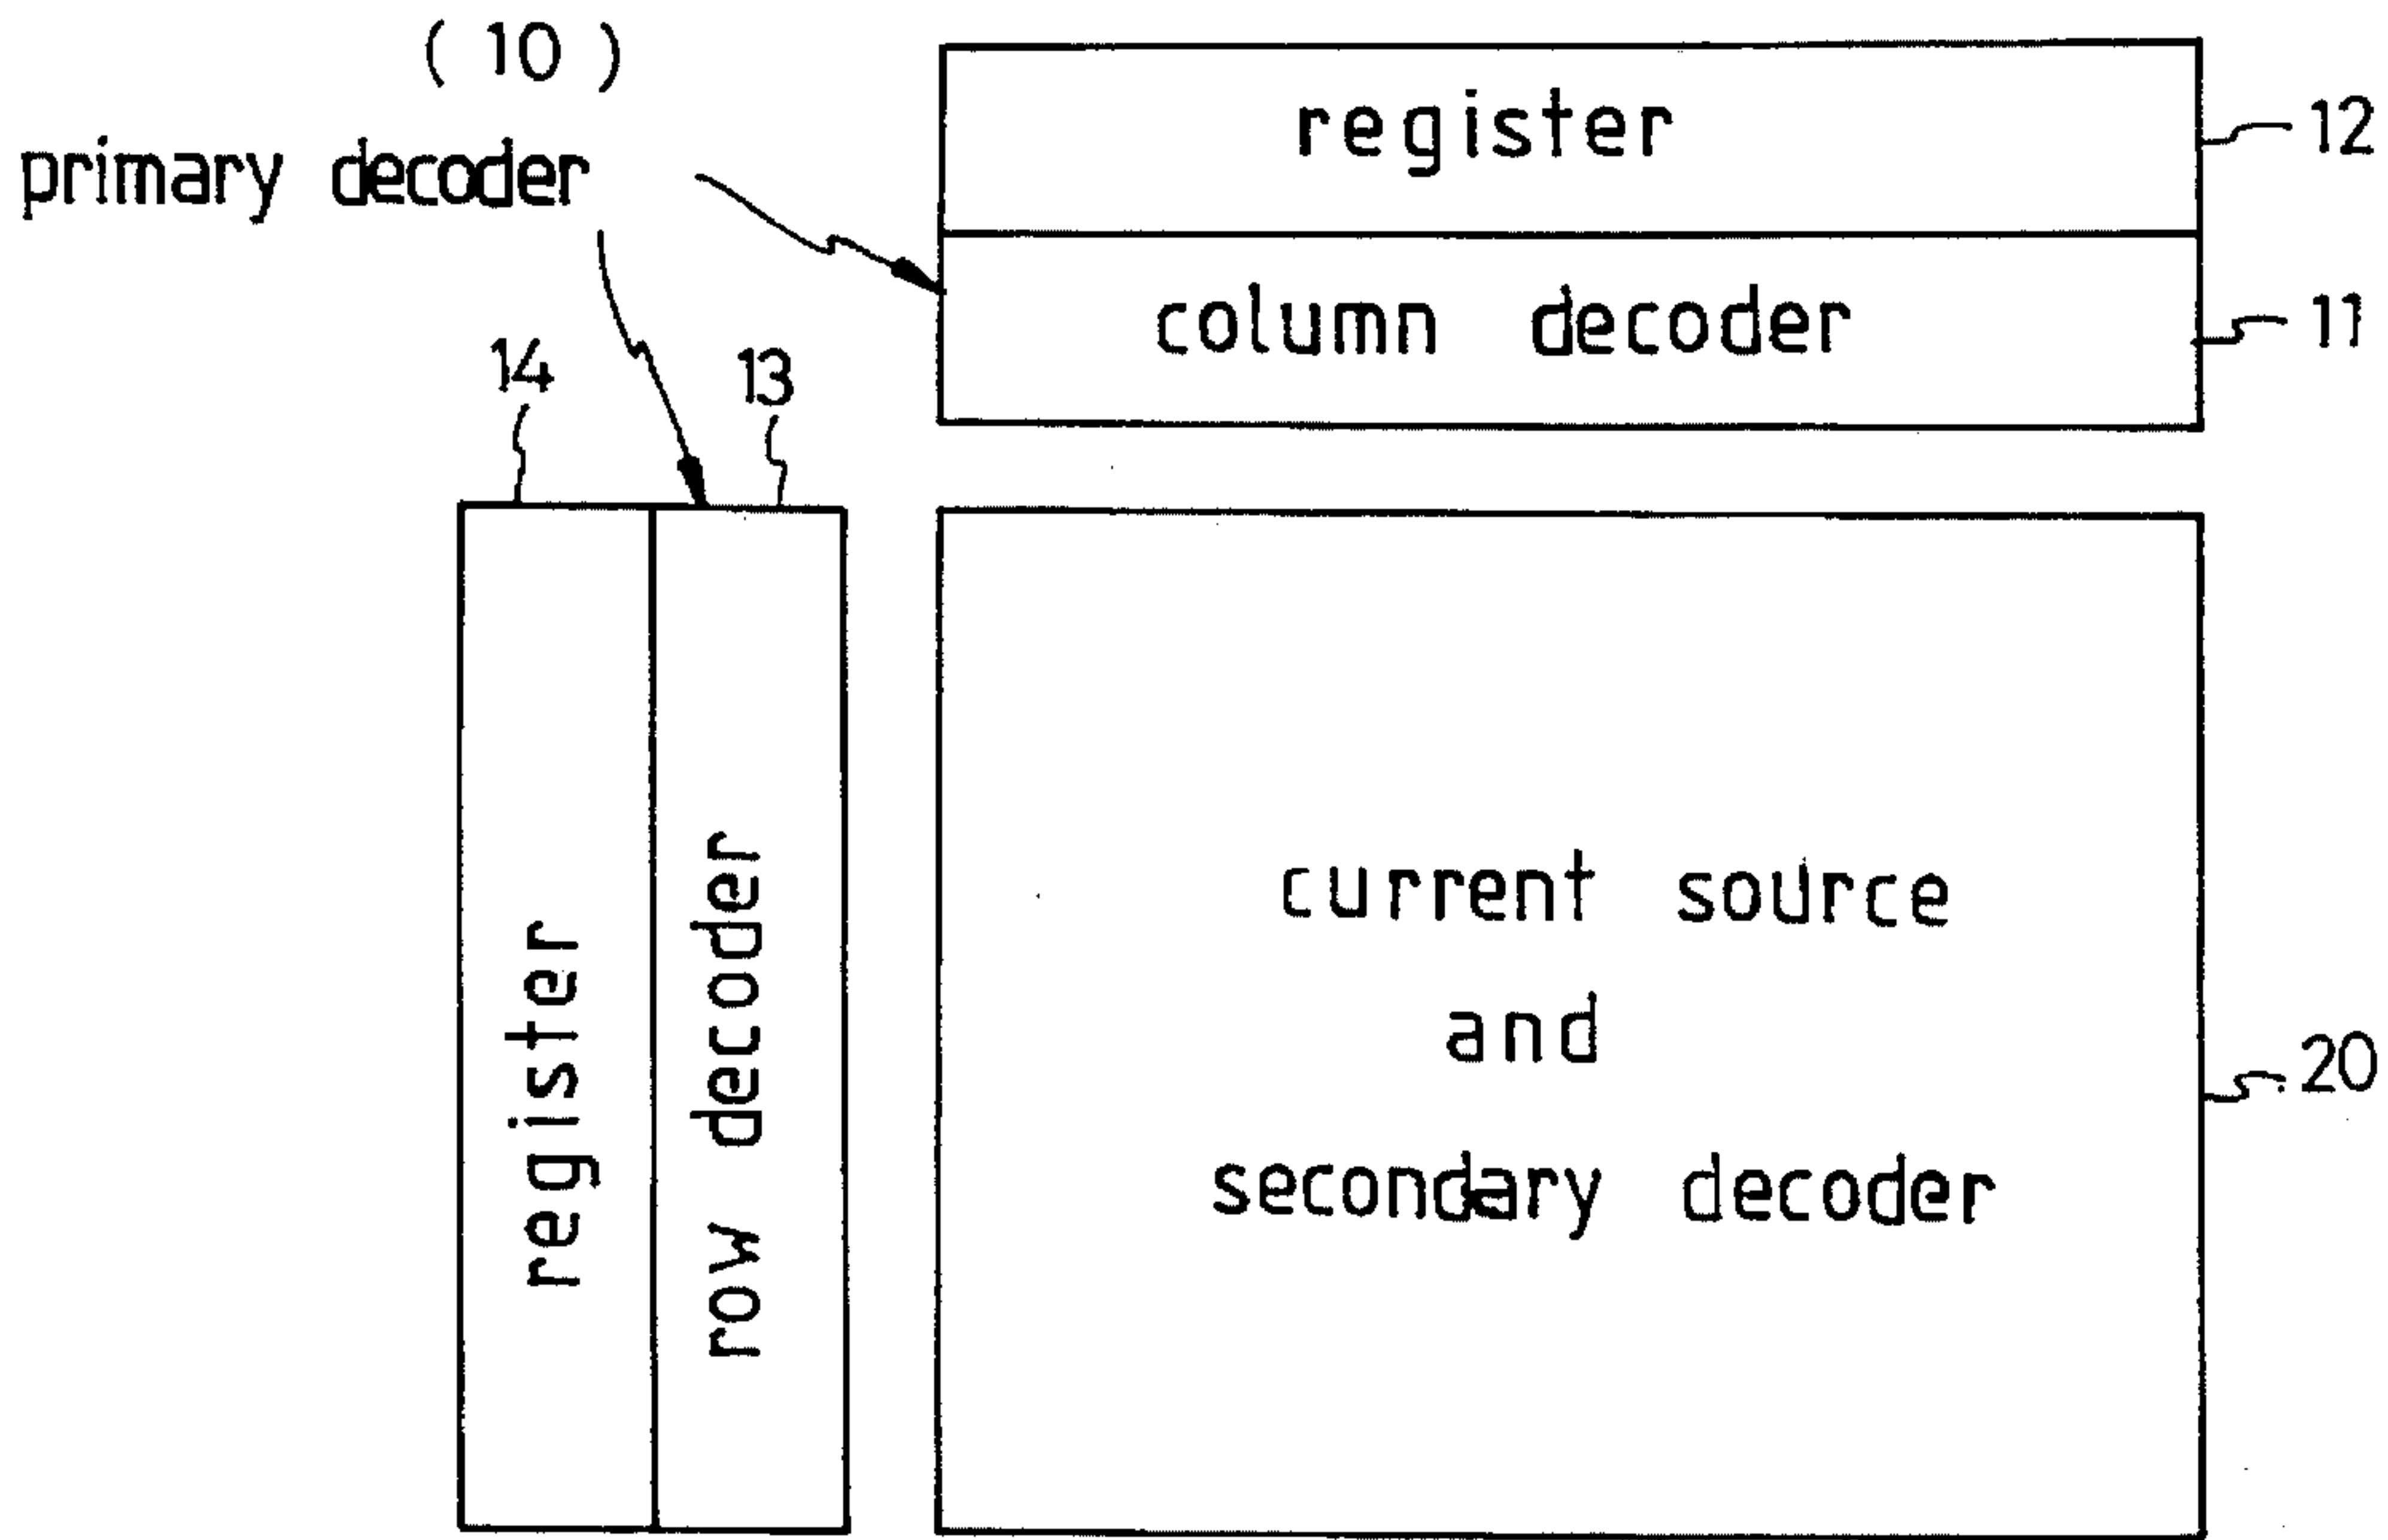 ( 10 )
primary decoder
register
12
column decoder
11
14
13
register
row decoder
current source
and
secondary decoder
20